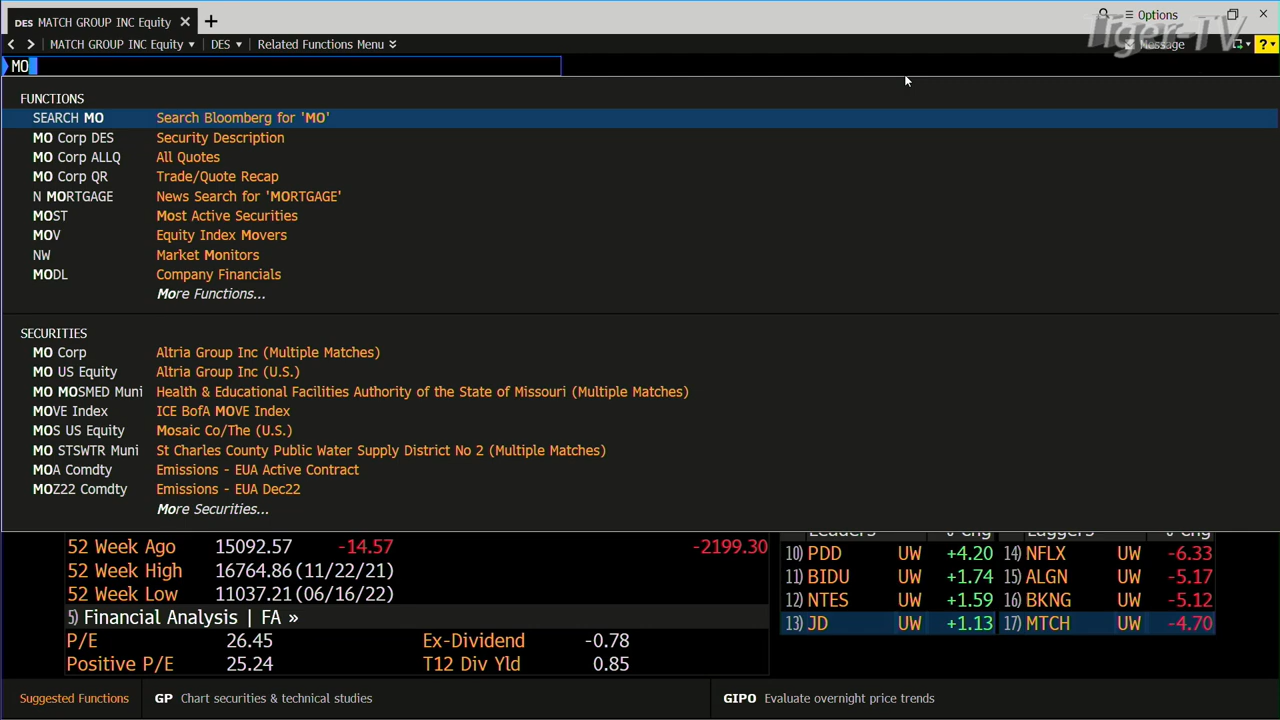 DES MATCH GROUP INC Equity
Options
MATCH GROUP INC Equity DES Related Functions Menu
Message
?
Tiger-TV
MO
FUNCTIONS
SEARCH MO Search Bloomberg for 'MO'
MO Corp DES Security Description
MO Corp ALLQ All Quotes
MO Corp QR Trade/Quote Recap
N MORTGAGE News Search for 'MORTGAGE'
MOST Most Active Securities
MOV Equity Index Movers
NW Market Monitors
MODL Company Financials
More Functions...
SECURITIES
MO Corp Altria Group Inc (Multiple Matches)
MO US Equity Altria Group Inc (U.S.)
MO MOSMED Muni Health & Educational Facilities Authority of the State of Missouri (Multiple Matches)
MOVE Index ICE BofA MOVE Index
MOS US Equity Mosaic Co/The (U.S.)
MO STSWTR Muni St Charles County Public Water Supply District No 2 (Multiple Matches)
MOA Comdty Emissions - EUA Active Contract
MOZ22 Comdty Emissions - EUA Dec22
More Securities...
Leaders % Chg Laggers % Chg
52 Week Ago 15092.57 -14.57 -2199.30 10) PDD UW +4.20 14) NFLX UW -6.33
52 Week High 16764.86 (11/22/21) 11) BIDU UW +1.74 15) ALGN UW -5.17
52 Week Low 11037.21 (06/16/22) 12) NTES UW +1.59 16) BKNG UW -5.12
5) Financial Analysis | FA » 13) JD UW +1.13 17) MTCH UW -4.70
P/E 26.45 Ex-Dividend -0.78
Positive P/E 25.24 T12 Div Yld 0.85
Suggested Functions GP Chart securities & technical studies GIPO Evaluate overnight price trends